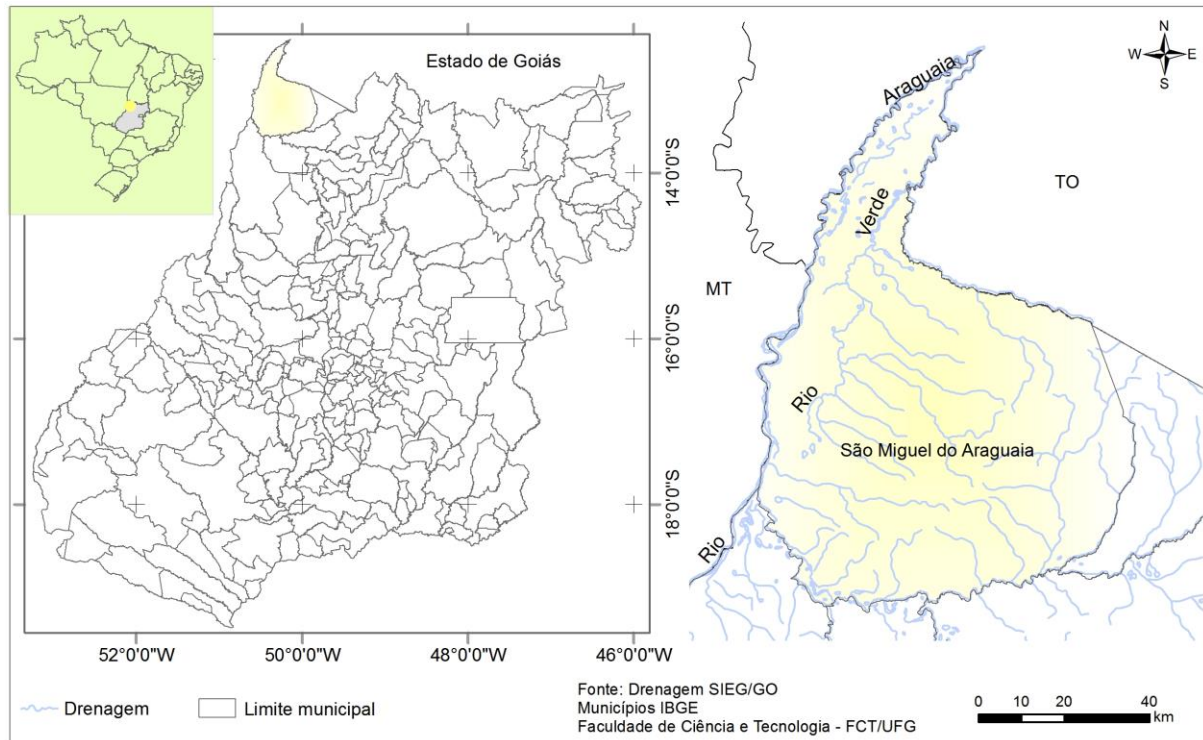 Estado de Goiás
14°0'0"S
16°0'0"S
18°0'0"S
52°0'0"W
50°0'0"W
48°0'0"W
46°0'0"W
N
W
E
S
Araguaia
TO
Verde
MT
Rio
São Miguel do Araguaia
Rio
Drenagem
Limite municipal
Fonte: Drenagem SIEG/GO
Municípios IBGE
Faculdade de Ciência e Tecnologia - FCT/UFG
0 10 20 40
km